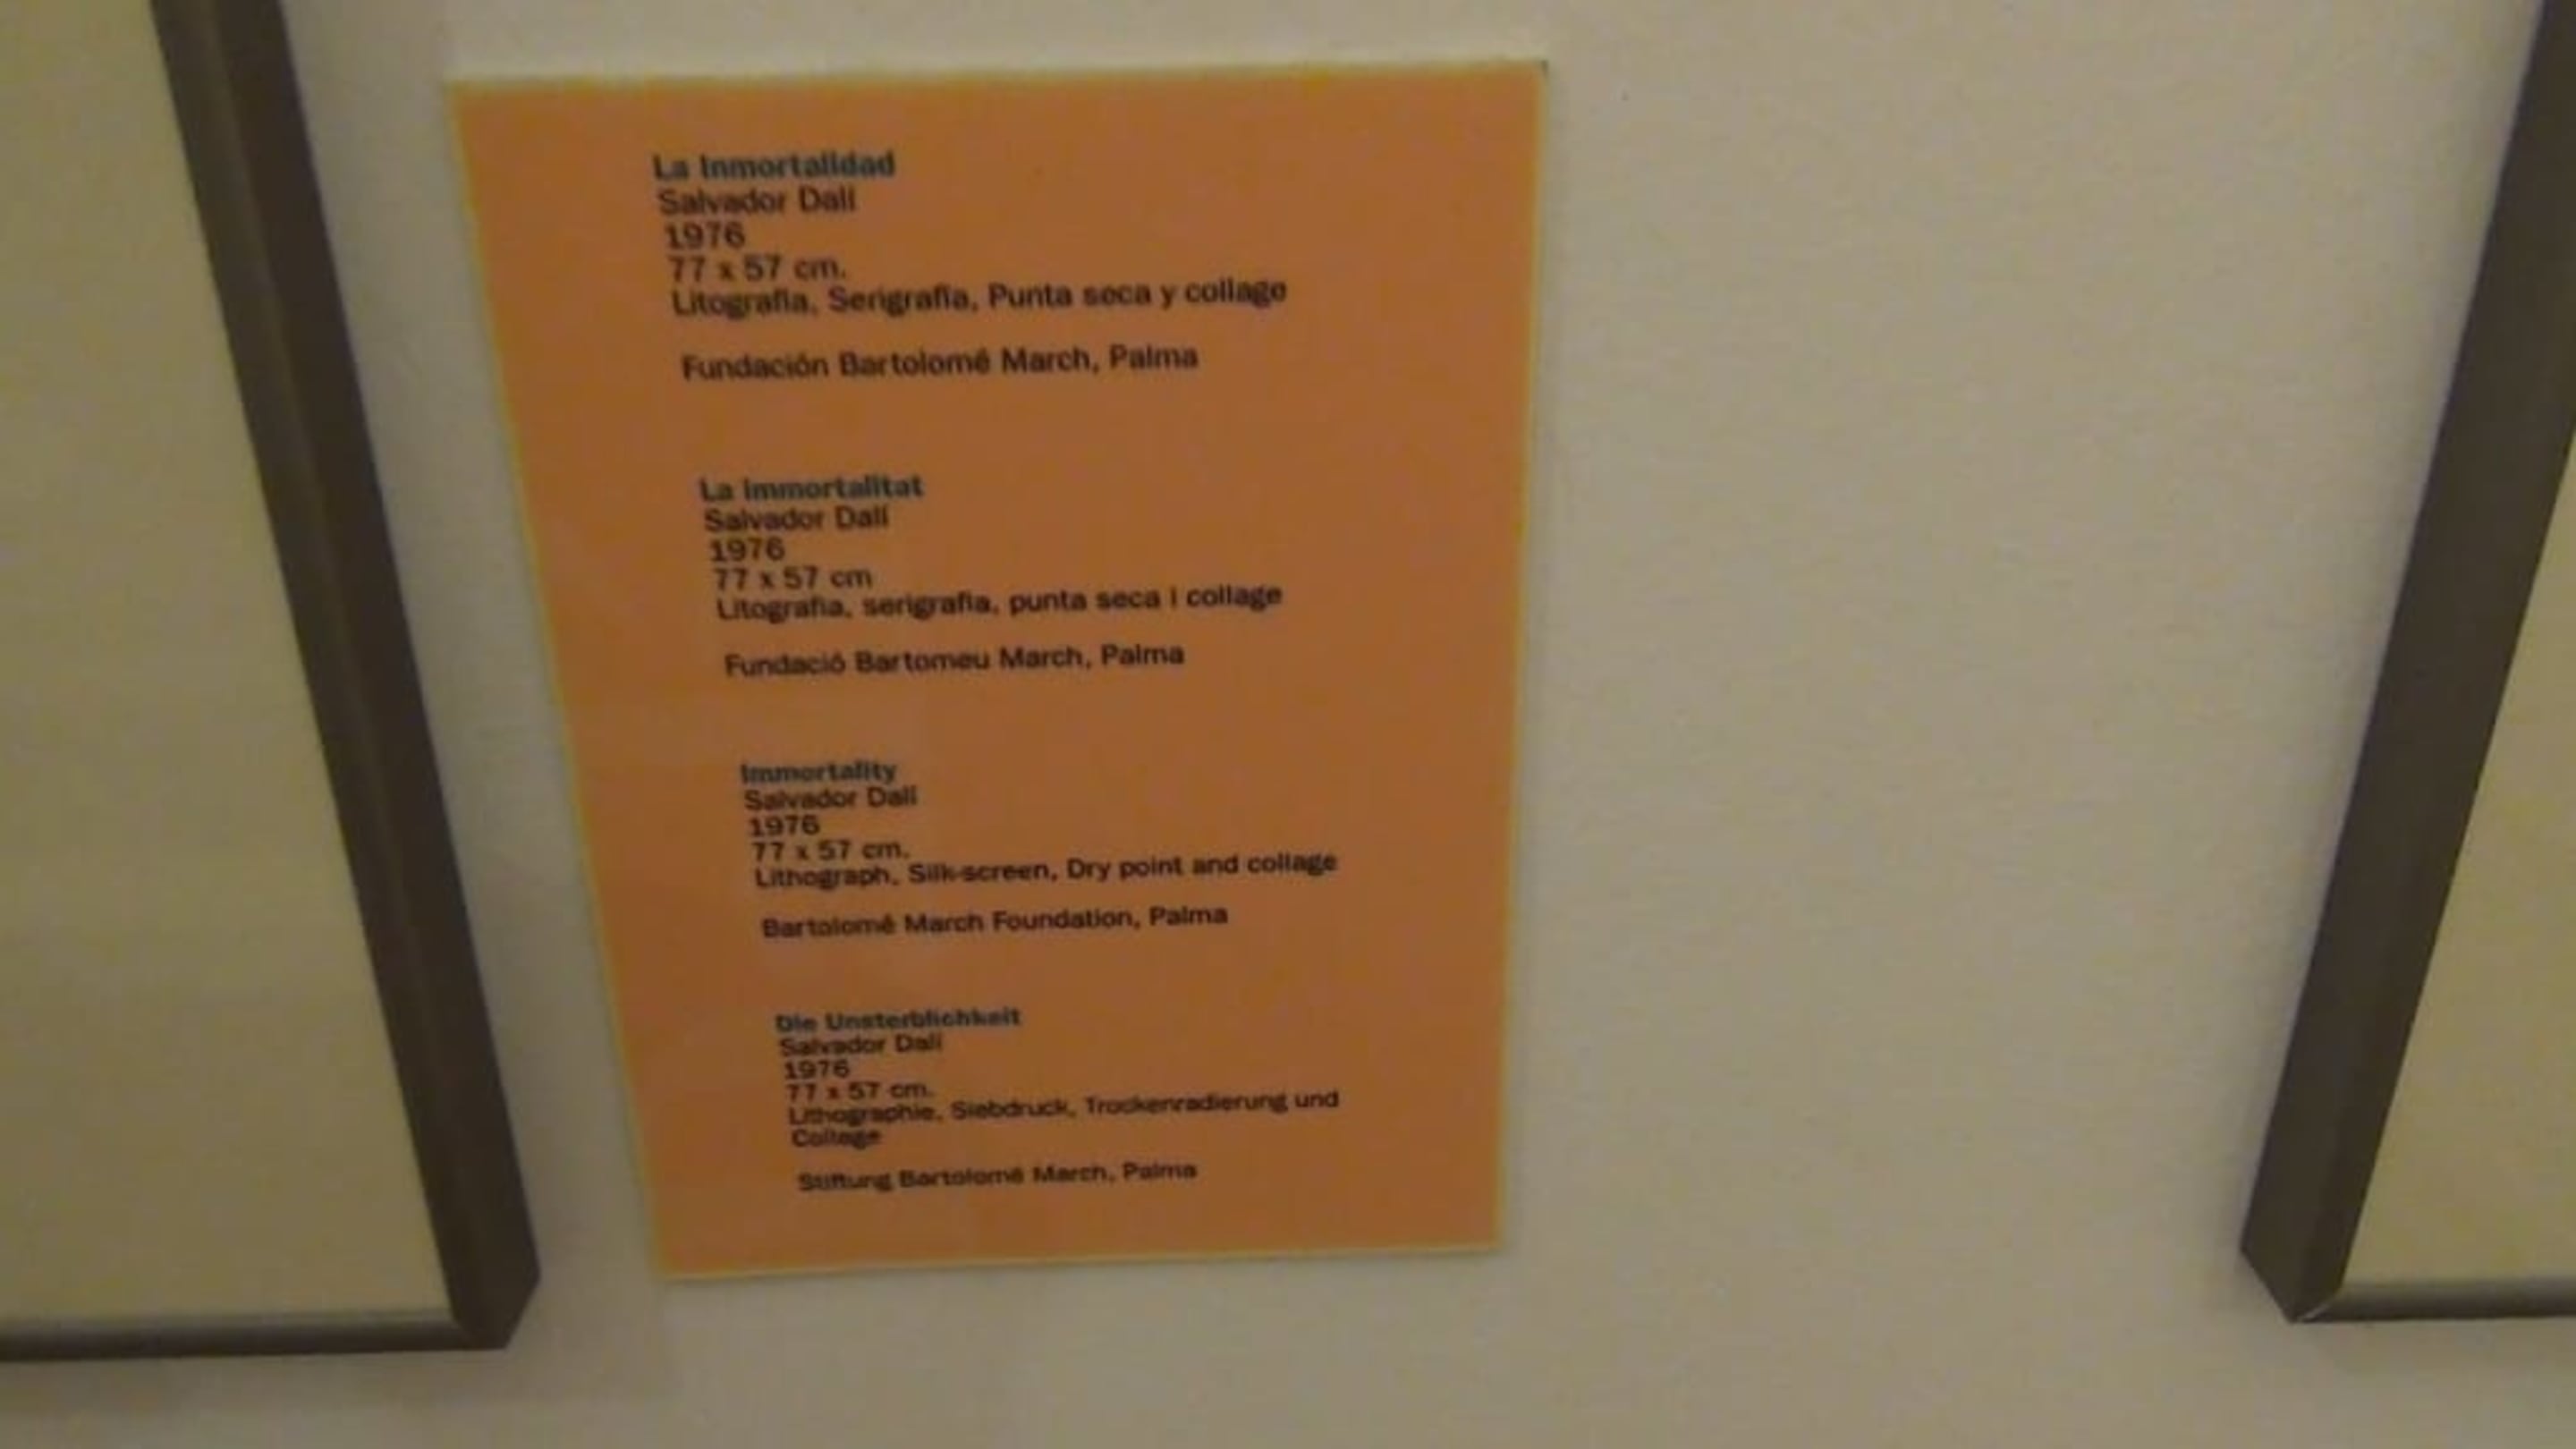 La Inmortalidad
Salvador Dalí
1976
77 x 57 cm.
Litografía, Serigrafía, Punta seca y collage
Fundación Bartolomé March, Palma
La immortalitat
Salvador Dalí
1976
77 x 57 cm
Litografia, serigrafia, punta seca i collage
Fundació Bartomeu March, Palma
Immortality
Salvador Dalí
1976
77 x 57 cm.
Lithograph, Silk-screen, Dry point and collage
Bartolomé March Foundation, Palma
Die Unsterblichkeit
Salvador Dalí
1976
77 x 57 cm.
Lithographie, Siebdruck, Trockenradierung und
Collage
Stiftung Bartolomé March, Palma